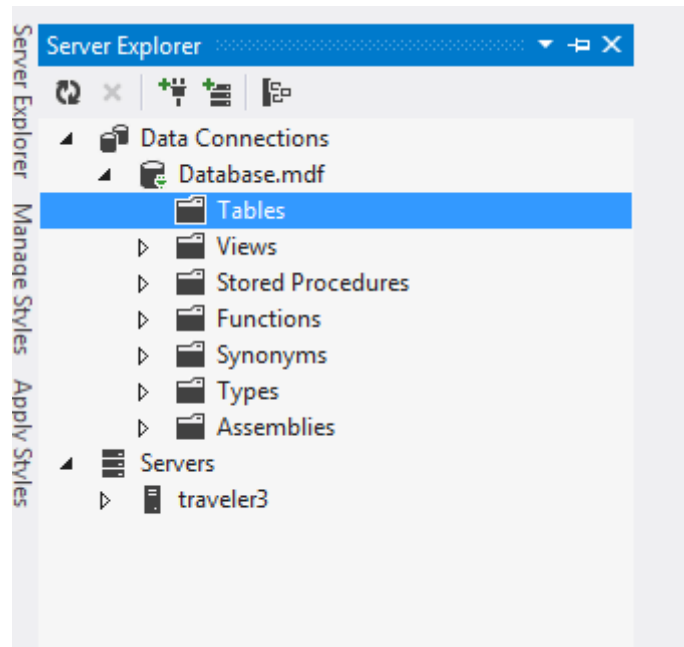 Server Explorer
Manage Styles
Apply Styles
Server Explorer
Data Connections
Database.mdf
Tables
Views
Stored Procedures
Functions
Synonyms
Types
Assemblies
Servers
traveler3